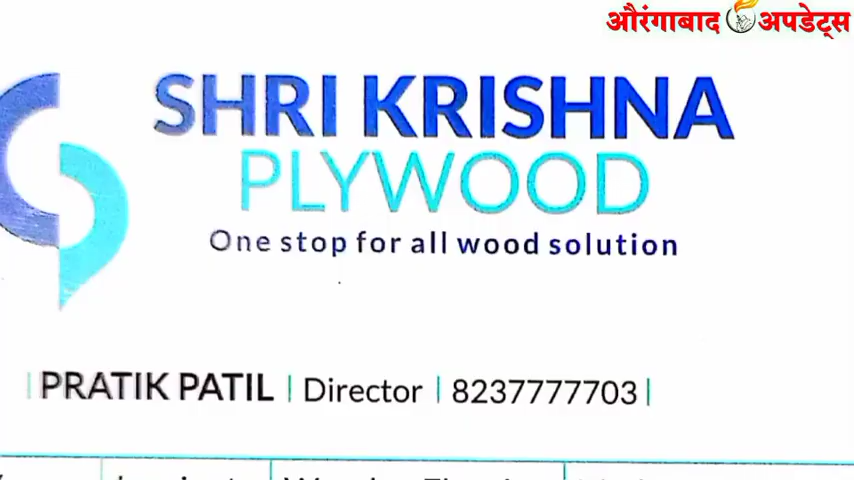 औरंगाबाद अपडेट्स
SHRI KRISHNA
PLYWOOD
One stop for all wood solution
PRATIK PATIL | Director | 8237777703 |